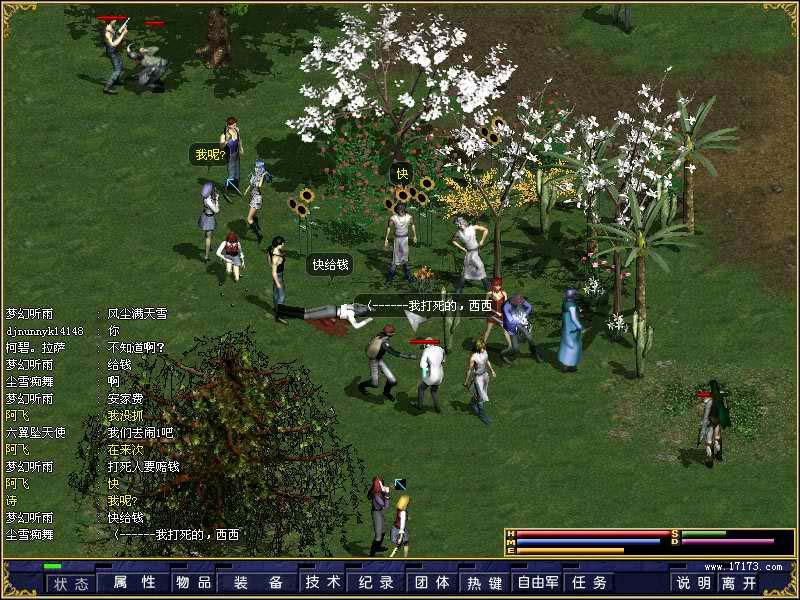 我呢?
快
快给钱
〈------我打死的，西西
梦幻听雨 : 风尘满天雪
djnunnykl4148 : 你
柯碧。拉萨 : 不知道啊?
梦幻听雨 : 给钱
尘雪痴舞 : 啊
梦幻听雨 : 安家费
阿飞 : 我没抓
六翼坠天使 : 我们去闹1吧
阿飞 : 在来次
梦幻听雨 : 打死人要赔钱
阿飞 : 快
诗 : 我呢?
梦幻听雨 : 快给钱
尘雪痴舞 : 〈------我打死的，西西
H S
M D
E
www.17173.com
状态 属性 物品 装备 技术 纪录 团体 热键 自由军 任务 说明 离开